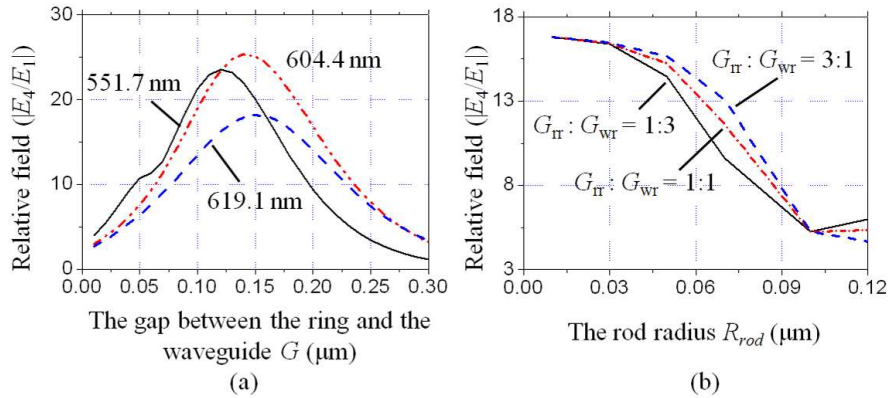 30
20
10
0
Relative field (|E4/E1|)
551.7 nm
604.4 nm
619.1 nm
0.00 0.05 0.10 0.15 0.20 0.25 0.30
The gap between the ring and the
waveguide G (μm)
(a)
18
13
8
3
Relative field (|E4/E1|)
Grr : Gwr = 3:1
Grr : Gwr = 1:3
Grr : Gwr = 1:1
0.00 0.03 0.06 0.09 0.12
The rod radius Rrod (μm)
(b)